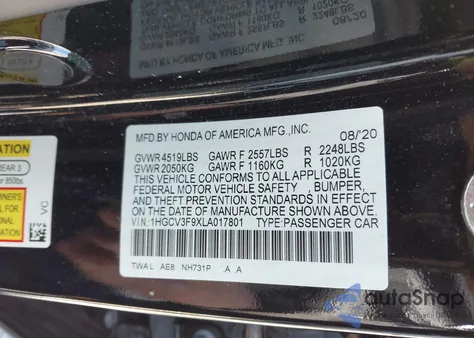 MFD.BY HONDA OF AMERICA MFG.,INC. 08/20
GVWR 4519LBS GAWR F 2557LBS R 2248LBS
GVWR 2050KG GAWR F 1160KG R 1020KG
THIS VEHICLE CONFORMS TO ALL APPLICABLE
FEDERAL MOTOR VEHICLE SAFETY , BUMPER,
AND THEFT PREVENTION STANDARDS IN EFFECT ON
THE DATE OF MANUFACTURE SHOWN ABOVE.
V.I.N:1HGCV3F9XLA017801 TYPE:PASSENGER CAR
TWA L AE8 NH731P .A .A
VC
autoSnap